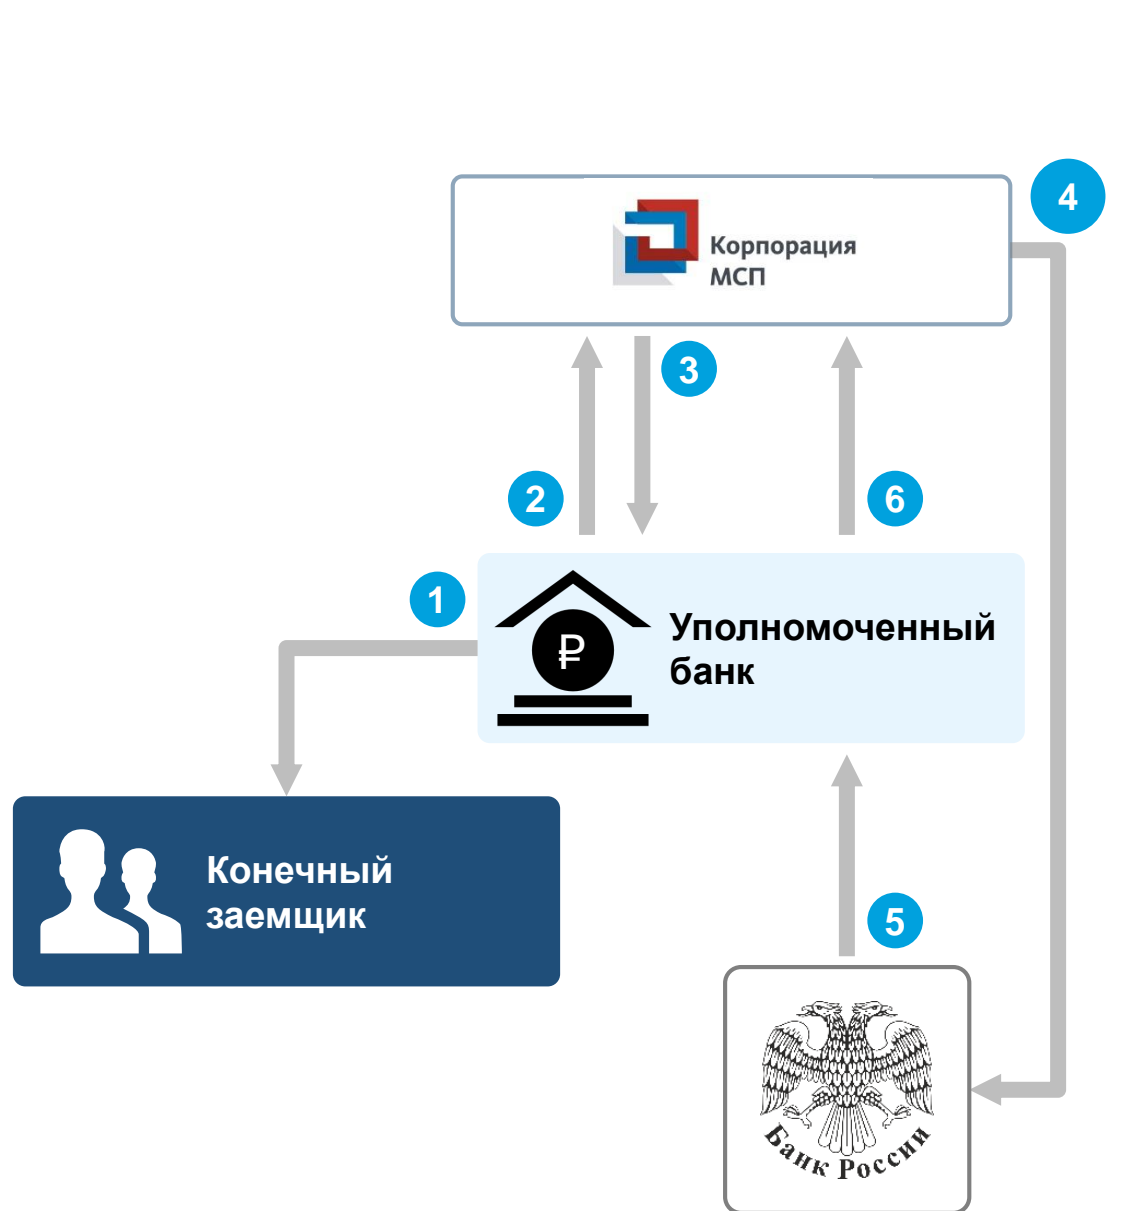 4
Корпорация
МСП
3
2
6
1
₽
Уполномоченный
банк
Конечный
заемщик
5
Банк России